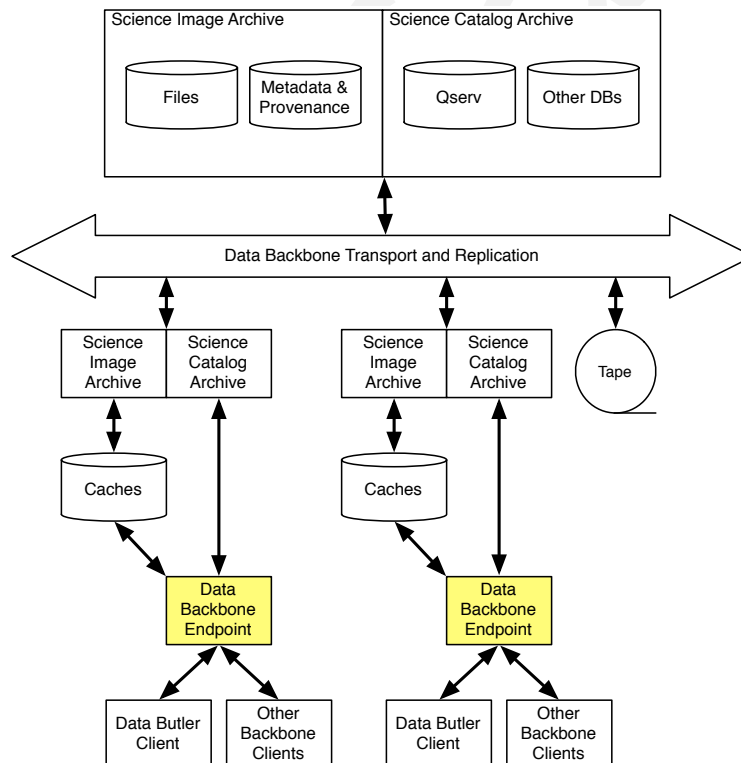 Science Image Archive
Science Catalog Archive
Files
Metadata &
Provenance
Qserv
Other DBs
Data Backbone Transport and Replication
Science
Image
Archive
Science
Catalog
Archive
Science
Image
Archive
Science
Catalog
Archive
Tape
Caches
Caches
Data
Backbone
Endpoint
Data
Backbone
Endpoint
Data Butler
Client
Other
Backbone
Clients
Data Butler
Client
Other
Backbone
Clients